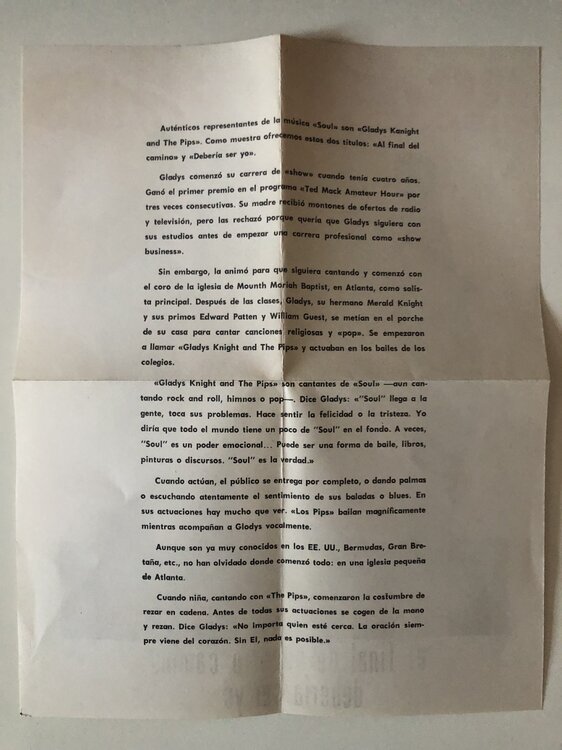 Auténticos representantes de la música «Soul» son «Gladys Kanight
and The Pips». Como muestra ofrecemos estos dos títulos: «Al final del
camino» y «Debería ser yo».
Gladys comenzó su carrera de «show» cuando tenía cuatro años.
Ganó el primer premio en el programa «Ted Mack Amateur Hour» por
tres veces consecutivas. Su madre recibió montones de ofertas de radio
y televisión, pero las rechazó porque quería que Gladys siguiera con
sus estudios antes de empezar una carrera profesional como «show
business».
Sin embargo, la animó para que siguiera cantando y comenzó con
el coro de la iglesia de Mounth Moriah Baptist, en Atlanta, como solis-
ta principal. Después de las clases, Gladys, su hermano Merald Knight
y sus primos Edward Patten y William Guest, se metían en el porche
de su casa para cantar canciones religiosas y «pop». Se empezaron
a llamar «Gladys Knight and The Pips» y actuaban en los bailes de los
colegios.
«Gladys Knight and The Pips» son cantantes de «Soul» —aun can-
tando rock and roll, himnos o pop—. Dice Gladys: «"Soul" llega a la
gente, toca sus problemas. Hace sentir la felicidad o la tristeza. Yo
diría que todo el mundo tiene un poco de "Soul" en el fondo. A veces,
"Soul" es un poder emocional... Puede ser una forma de baile, libros,
pinturas o discursos. "Soul" es la verdad.»
Cuando actúan, el público se entrega por completo, o dando palmas
o escuchando atentamente el sentimiento de sus baladas o blues. En
sus actuaciones hay mucho que ver. «Los Pips» bailan magníficamente
mientras acompañan a Glodys vocalmente.
Aunque son ya muy conocidos en los EE. UU., Bermudas, Gran Bre-
taña, etc., no han olvidado donde comenzó todo: en una iglesia pequeña
de Atlanta.
Cuando niña, cantando con «The Pips», comenzaron la costumbre de
rezar en cadena. Antes de todas sus actuaciones se cogen de la mano
y rezan. Dice Gladys: «No Importa quien esté cerca. La oración siem-
pre viene del corazón. Sin El, nada es posible.»